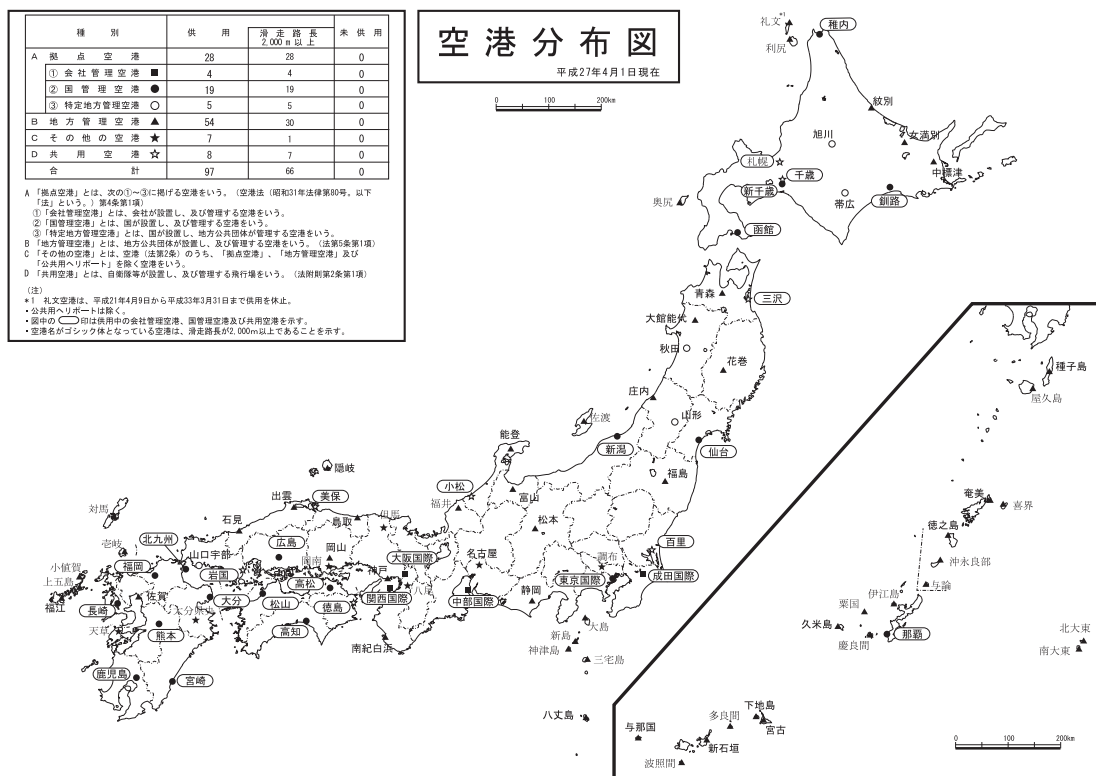 空港分布図
平成27年4月1日現在
種別 供用 滑走路長2,000m以上 未供用
A 拠点空港 28 28 0
① 会社管理空港 ■ 4 4 0
② 国管理空港 ● 19 19 0
③ 特定地方管理空港 ○ 5 5 0
B 地方管理空港 ▲ 54 30 0
C その他の空港 ★ 7 1 0
D 共用空港 ☆ 8 7 0
合計 97 66 0
A 「拠点空港」とは、次の①~③に掲げる空港をいう。（空港法（昭和31年法律第80号。以下
「法」という。）第4条第1項）
①「会社管理空港」とは、会社が設置し、及び管理する空港をいう。
②「国管理空港」とは、国が設置し、及び管理する空港をいう。
③「特定地方管理空港」とは、国が設置し、地方公共団体が管理する空港をいう。
B 「地方管理空港」とは、地方公共団体が設置し、及び管理する空港をいう。（法第5条第1項）
C 「その他の空港」とは、空港（法第2条）のうち、「拠点空港」、「地方管理空港」及び
「公共用ヘリポート」を除く空港をいう。
D 「共用空港」とは、自衛隊等が設置し、及び管理する飛行場をいう。（法附則第2条第1項）
（注）
*1 礼文空港は、平成21年4月9日から平成33年3月31日まで供用を休止。
・公共用ヘリポートは除く。
・図中の 印は供用中の会社管理空港、国管理空港及び共用空港を示す。
・空港名がゴシック体となっている空港は、滑走路長が2,000m以上であることを示す。
0 100 200km
礼文*1
稚内
利尻
紋別
旭川
女満別
札幌
中標津
千歳
新千歳
帯広
釧路
奥尻
函館
青森
三沢
大館能代
秋田
花巻
庄内
山形
佐渡
新潟
仙台
能登
福島
隠岐
小松
富山
福井
松本
出雲
美保
鳥取
但馬
石見
対馬
北九州
広島
岡山
大阪国際
名古屋
百里
調布
壱岐
山口宇部
岡南
神戸
小値賀
福岡
岩国
高松
東京国際
成田国際
上五島
佐賀
大分
松山
徳島
関西国際
八尾
中部国際
静岡
福江
長崎
大分県央
大島
天草
熊本
高知
新島
南紀白浜
神津島
三宅島
鹿児島
宮崎
八丈島
種子島
屋久島
奄美
喜界
徳之島
沖永良部
与論
伊江島
粟国
久米島
那覇
慶良間
北大東
南大東
下地島
多良間
宮古
与那国
新石垣
波照間
0 100 200km